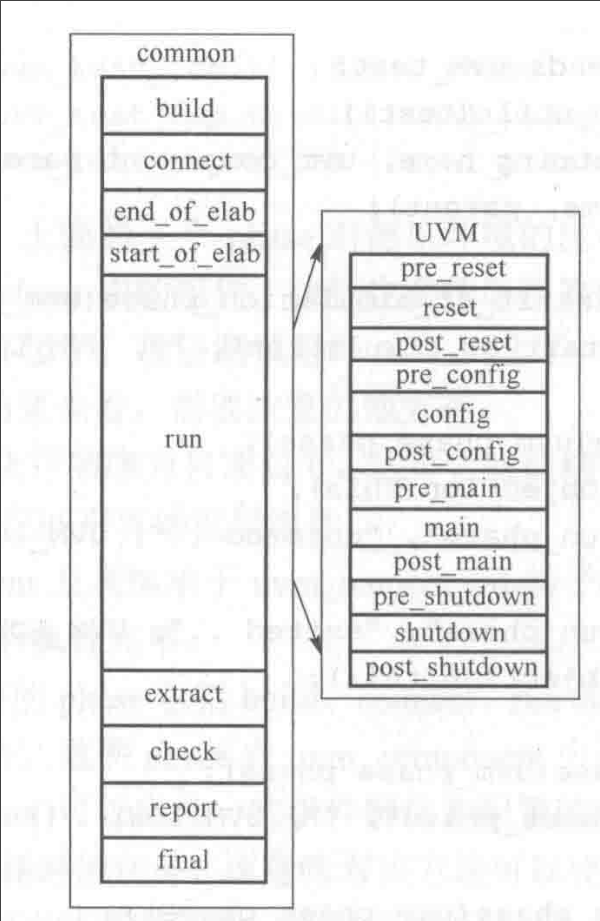 common
build
connect
end_of_elab
start_of_elab
run
extract
check
report
final
UVM
pre_reset
reset
post_reset
pre_config
config
post_config
pre_main
main
post_main
pre_shutdown
shutdown
post_shutdown